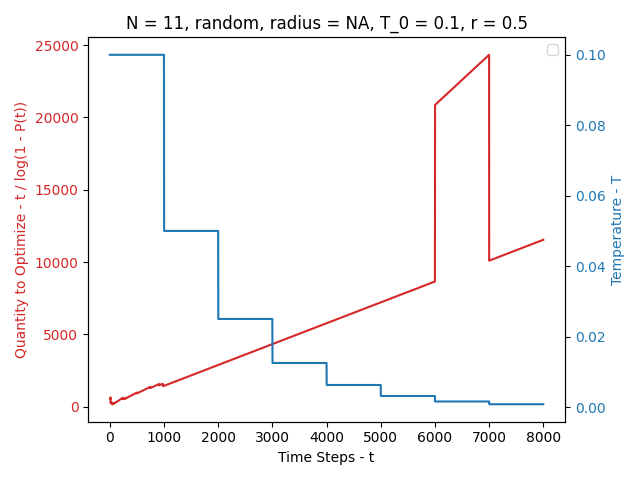 N = 11, random, radius = NA, T_0 = 0.1, r = 0.5
Quantity to Optimize - t / log(1 - P(t))
25000
20000
15000
10000
5000
0
0.10
0.08
0.06
0.04
0.02
0.00
Temperature - T
0 1000 2000 3000 4000 5000 6000 7000 8000
Time Steps - t